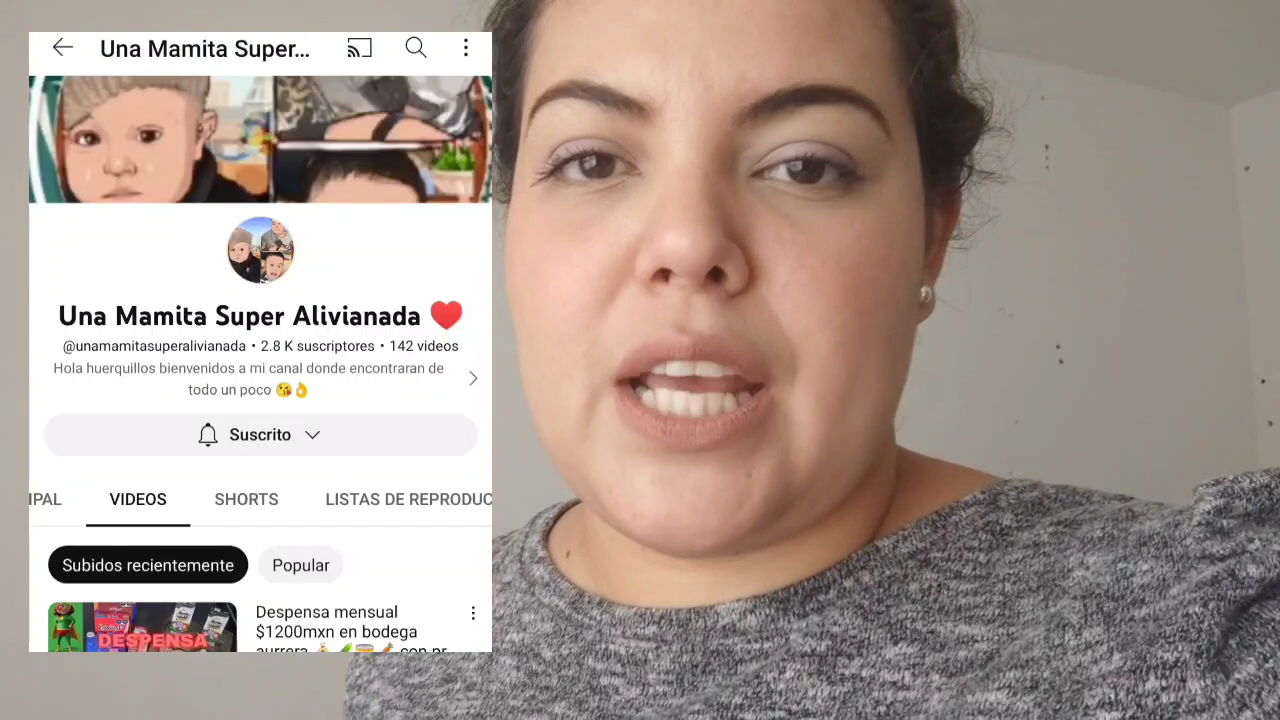 Una Mamita Super...
Una Mamita Super Alivianada ❤️
@unamamitasuperalivianada • 2.8 K suscriptores • 142 videos
Hola huerquillos bienvenidos a mi canal donde encontraran de
todo un poco 😘👌
Suscrito
IPAL VIDEOS SHORTS LISTAS DE REPRODUC
Subidos recientemente Popular
DESPENSA
Despensa mensual
$1200mxn en bodega
aurrera